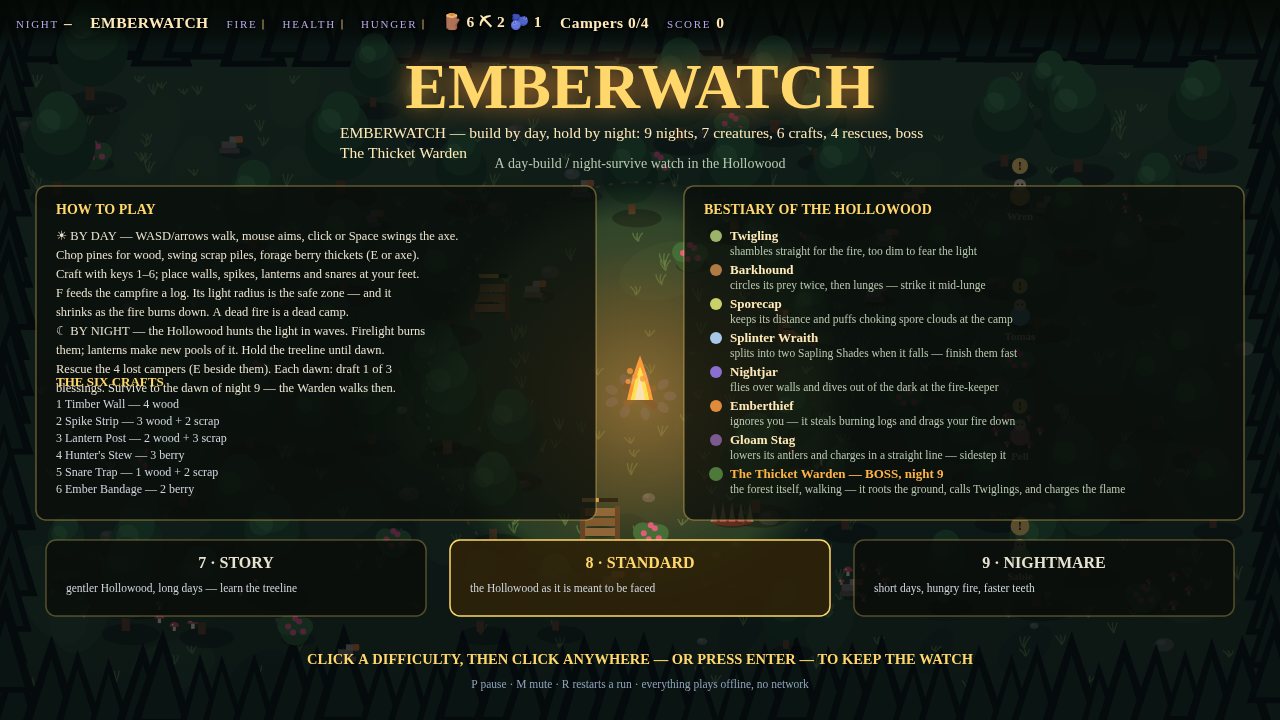 NIGHT – EMBERWATCH FIRE HEALTH HUNGER 6 2 1 Campers 0/4 SCORE 0
EMBERWATCH
EMBERWATCH — build by day, hold by night: 9 nights, 7 creatures, 6 crafts, 4 rescues, boss
The Thicket Warden
A day-build / night-survive watch in the Hollowood
HOW TO PLAY
☀ BY DAY — WASD/arrows walk, mouse aims, click or Space swings the axe.
Chop pines for wood, swing scrap piles, forage berry thickets (E or axe).
Craft with keys 1–6; place walls, spikes, lanterns and snares at your feet.
F feeds the campfire a log. Its light radius is the safe zone — and it
shrinks as the fire burns down. A dead fire is a dead camp.
☾ BY NIGHT — the Hollowood hunts the light in waves. Firelight burns
them; lanterns make new pools of it. Hold the treeline until dawn.
Rescue the 4 lost campers (E beside them). Each dawn: draft 1 of 3
blessings. Survive to the dawn of night 9 — the Warden walks then.
THE SIX CRAFTS
1 Timber Wall — 4 wood
2 Spike Strip — 3 wood + 2 scrap
3 Lantern Post — 2 wood + 3 scrap
4 Hunter's Stew — 3 berry
5 Snare Trap — 1 wood + 2 scrap
6 Ember Bandage — 2 berry
BESTIARY OF THE HOLLOWOOD
Twigling
shambles straight for the fire, too dim to fear the light
Barkhound
circles its prey twice, then lunges — strike it mid-lunge
Sporecap
keeps its distance and puffs choking spore clouds at the camp
Splinter Wraith
splits into two Sapling Shades when it falls — finish them fast
Nightjar
flies over walls and dives out of the dark at the fire-keeper
Emberthief
ignores you — it steals burning logs and drags your fire down
Gloam Stag
lowers its antlers and charges in a straight line — sidestep it
The Thicket Warden — BOSS, night 9
the forest itself, walking — it roots the ground, calls Twiglings, and charges the flame
!
Wren
!
Tomas
!
Pell
!
7 · STORY
gentler Hollowood, long days — learn the treeline
8 · STANDARD
the Hollowood as it is meant to be faced
9 · NIGHTMARE
short days, hungry fire, faster teeth
CLICK A DIFFICULTY, THEN CLICK ANYWHERE — OR PRESS ENTER — TO KEEP THE WATCH
P pause · M mute · R restarts a run · everything plays offline, no network